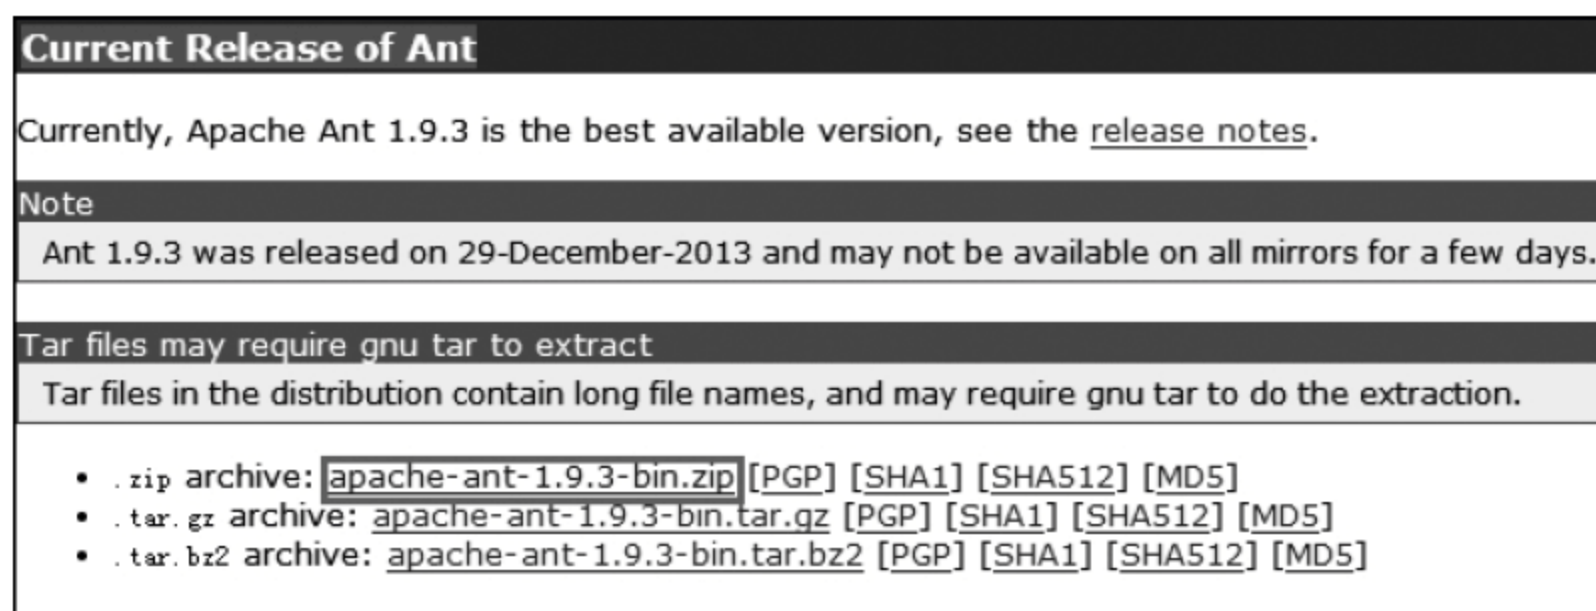 Current Release of Ant
Currently, Apache Ant 1.9.3 is the best available version, see the release notes.
Note
Ant 1.9.3 was released on 29-December-2013 and may not be available on all mirrors for a few days.
Tar files may require gnu tar to extract
Tar files in the distribution contain long file names, and may require gnu tar to do the extraction.
• .zip archive: apache-ant-1.9.3-bin.zip [PGP] [SHA1] [SHA512] [MD5]
• .tar.gz archive: apache-ant-1.9.3-bin.tar.gz [PGP] [SHA1] [SHA512] [MD5]
• .tar.bz2 archive: apache-ant-1.9.3-bin.tar.bz2 [PGP] [SHA1] [SHA512] [MD5]